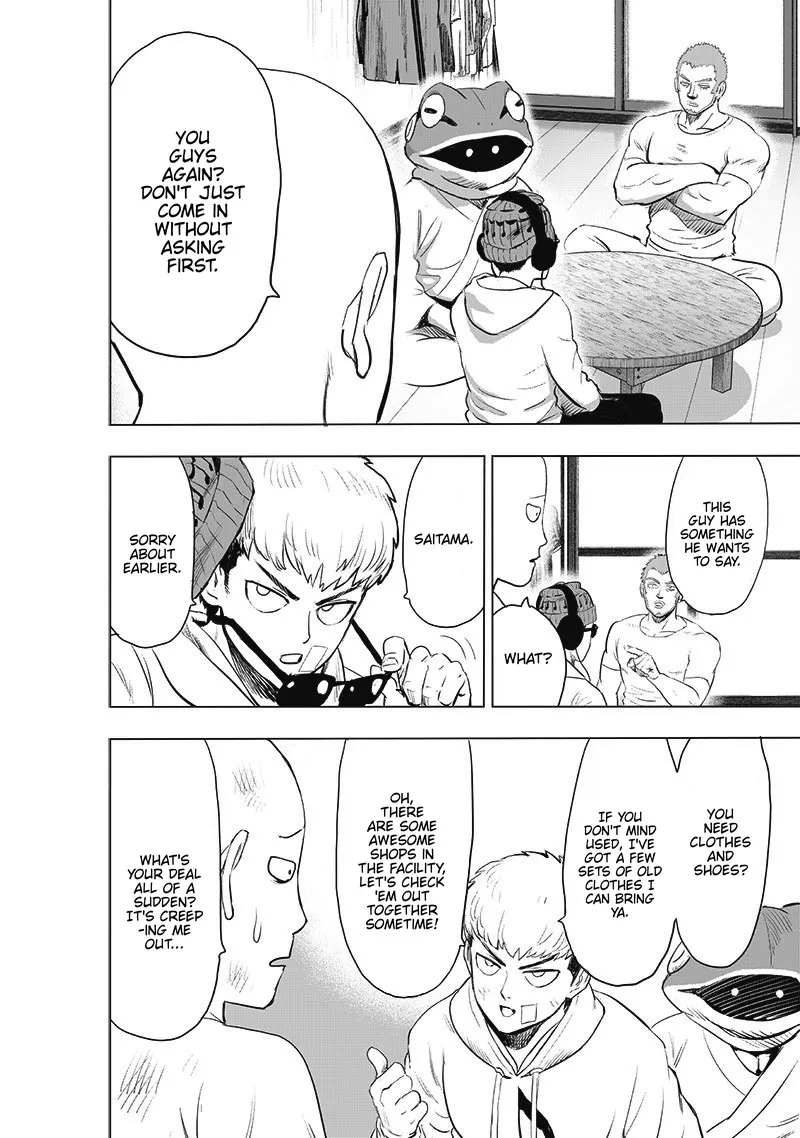 YOU
GUYS
AGAIN?
DON'T JUST
COME IN
WITHOUT
ASKING
FIRST.
THIS
GUY HAS
SOMETHING
HE WANTS
TO SAY.
WHAT?
SAITAMA.
SORRY
ABOUT
EARLIER.
YOU
NEED
CLOTHES
AND
SHOES?
IF YOU
DON'T MIND
USED, I'VE
GOT A FEW
SETS OF OLD
CLOTHES I
CAN BRING
YA.
OH,
THERE
ARE SOME
AWESOME
SHOPS IN
THE FACILITY,
LET'S CHECK
'EM OUT
TOGETHER
SOMETIME!
WHAT'S
YOUR DEAL
ALL OF A
SUDDEN?
IT'S CREEP
-ING ME
OUT...